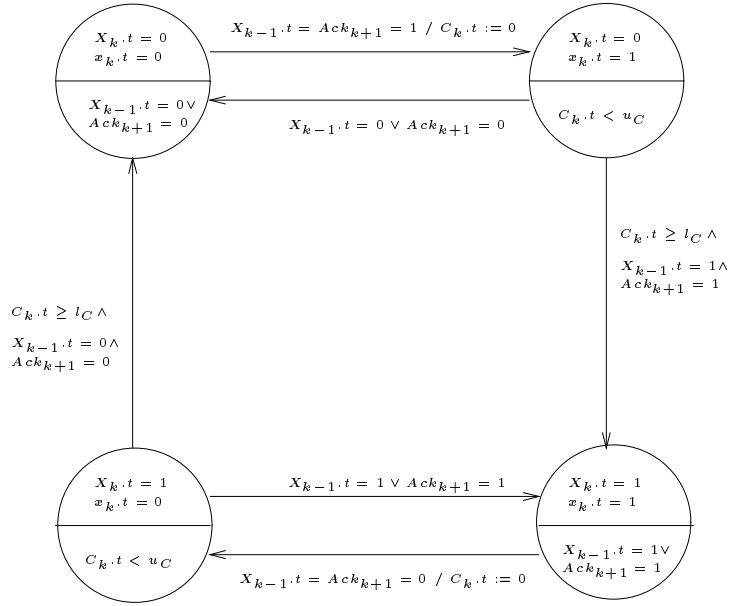 X_k.t = 0
x_k.t = 0
X_{k-1}.t = 0∨
Ack_{k+1} = 0
X_{k-1}.t = Ack_{k+1} = 1 / C_k.t := 0
X_{k-1}.t = 0 ∨ Ack_{k+1} = 0
X_k.t = 0
x_k.t = 1
C_k.t < u_C
C_k.t ≥ l_C ∧
X_{k-1}.t = 1∧
Ack_{k+1} = 1
C_k.t ≥ l_C ∧
X_{k-1}.t = 0∧
Ack_{k+1} = 0
X_k.t = 1
x_k.t = 0
C_k.t < u_C
X_{k-1}.t = 1 ∨ Ack_{k+1} = 1
X_{k-1}.t = Ack_{k+1} = 0 / C_k.t := 0
X_k.t = 1
x_k.t = 1
X_{k-1}.t = 1∨
Ack_{k+1} = 1